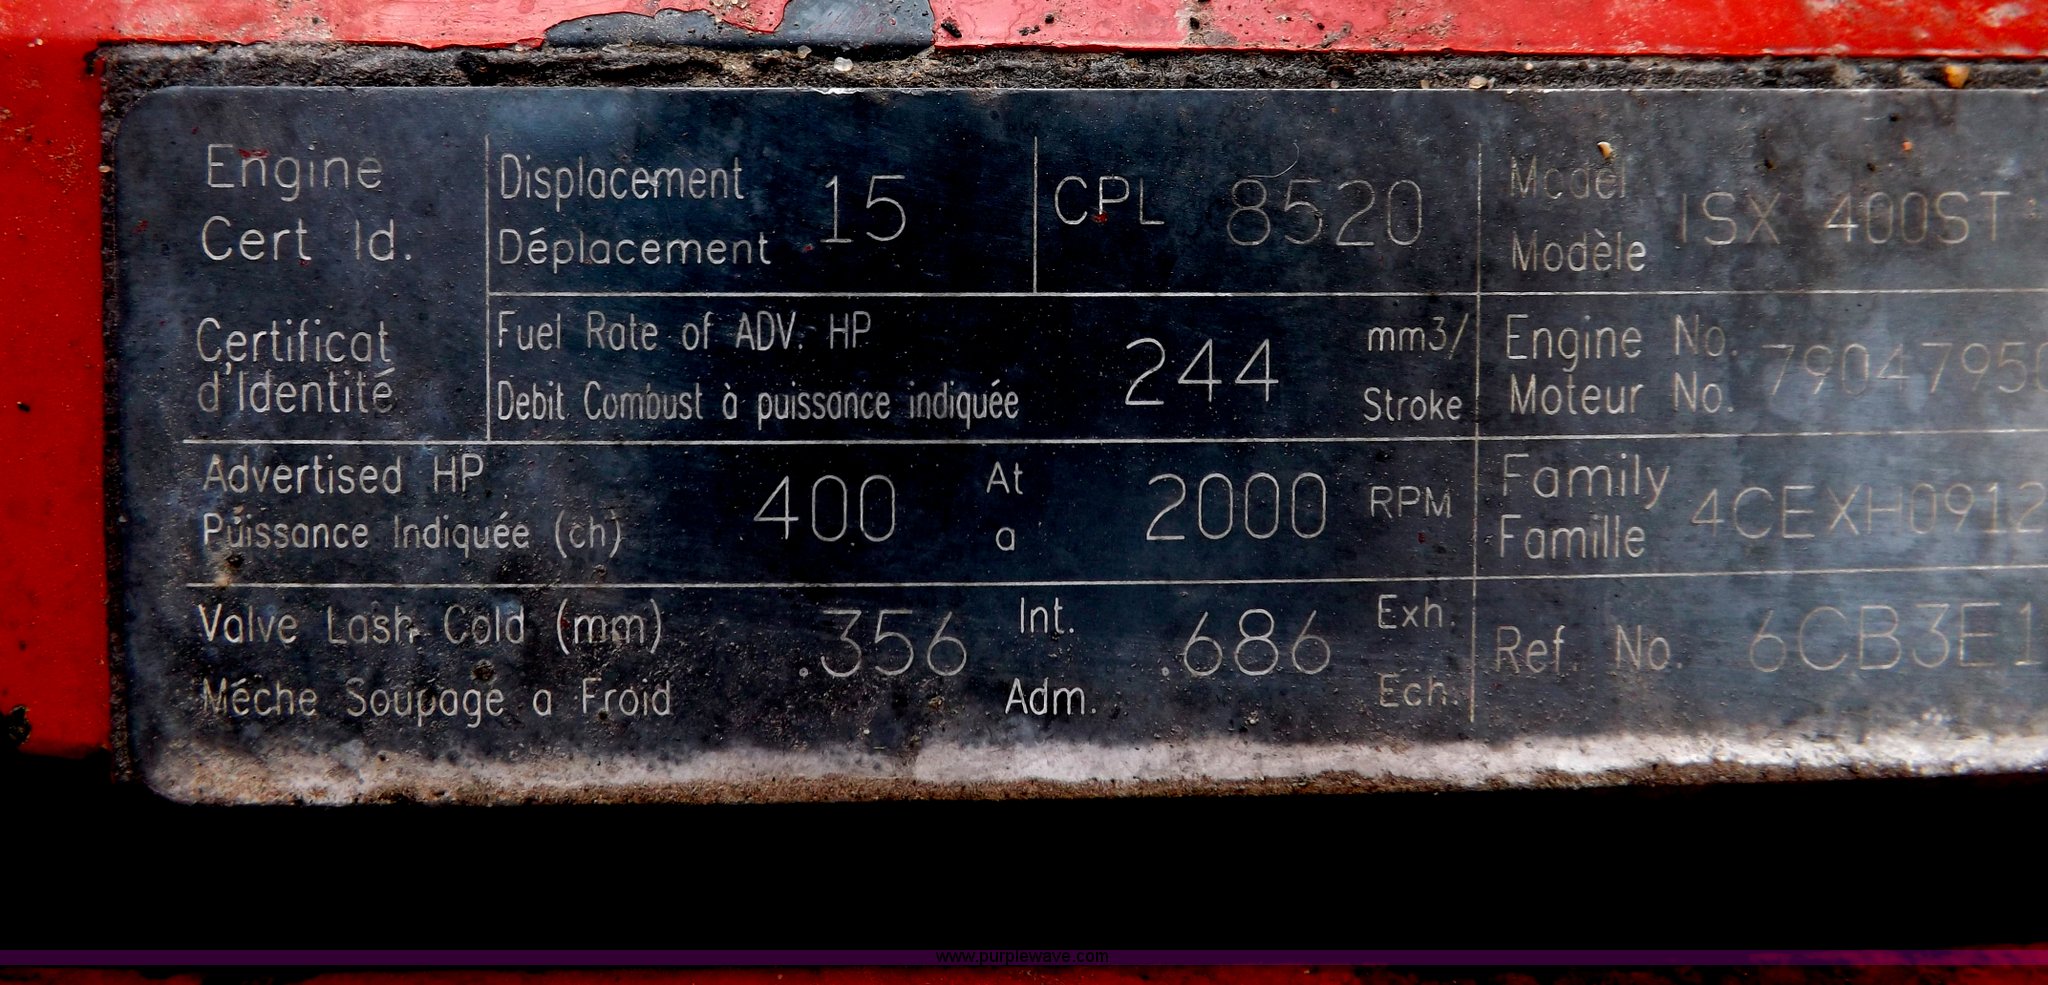 Engine
Cert Id.
Certificat
d'Identité
Displacement
Déplacement
15
CPL 8520
Model
Modèle
ISX 400ST
Fuel Rate of ADV. HP
Debit Combust à puissance indiquée
244
mm3/
Stroke
Engine No.
Moteur No.
7904795
Advertised HP
Puissance Indiquée (ch)
400
At
a
2000
RPM
Family
Famille
4CEXH0912
Valve Lash Cold (mm)
Méche Soupage a Froid
.356
Int.
Adm.
.686
Exh.
Ech.
Ref. No. 6CB3E1
www.purplewave.com